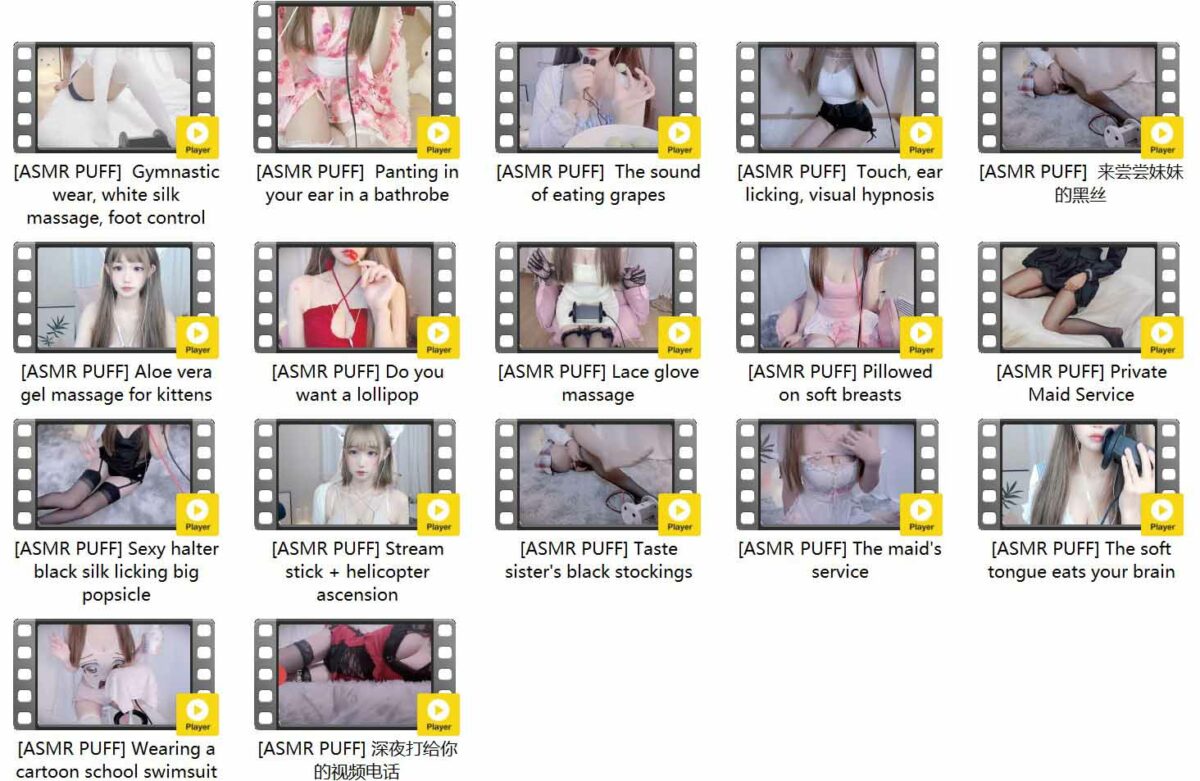 Player
Player
Player
Player
Player
[ASMR PUFF] Gymnastic
wear, white silk
massage, foot control
[ASMR PUFF] Panting in
your ear in a bathrobe
[ASMR PUFF] The sound
of eating grapes
[ASMR PUFF] Touch, ear
licking, visual hypnosis
[ASMR PUFF] 来尝尝妹妹
的黑丝
Player
Player
Player
Player
Player
[ASMR PUFF] Aloe vera
gel massage for kittens
[ASMR PUFF] Do you
want a lollipop
[ASMR PUFF] Lace glove
massage
[ASMR PUFF] Pillowed
on soft breasts
[ASMR PUFF] Private
Maid Service
Player
Player
Player
Player
Player
[ASMR PUFF] Sexy halter
black silk licking big
popsicle
[ASMR PUFF] Stream
stick + helicopter
ascension
[ASMR PUFF] Taste
sister's black stockings
[ASMR PUFF] The maid's
service
[ASMR PUFF] The soft
tongue eats your brain
Player
Player
[ASMR PUFF] Wearing a
cartoon school swimsuit
[ASMR PUFF] 深夜打给你
的视频电话